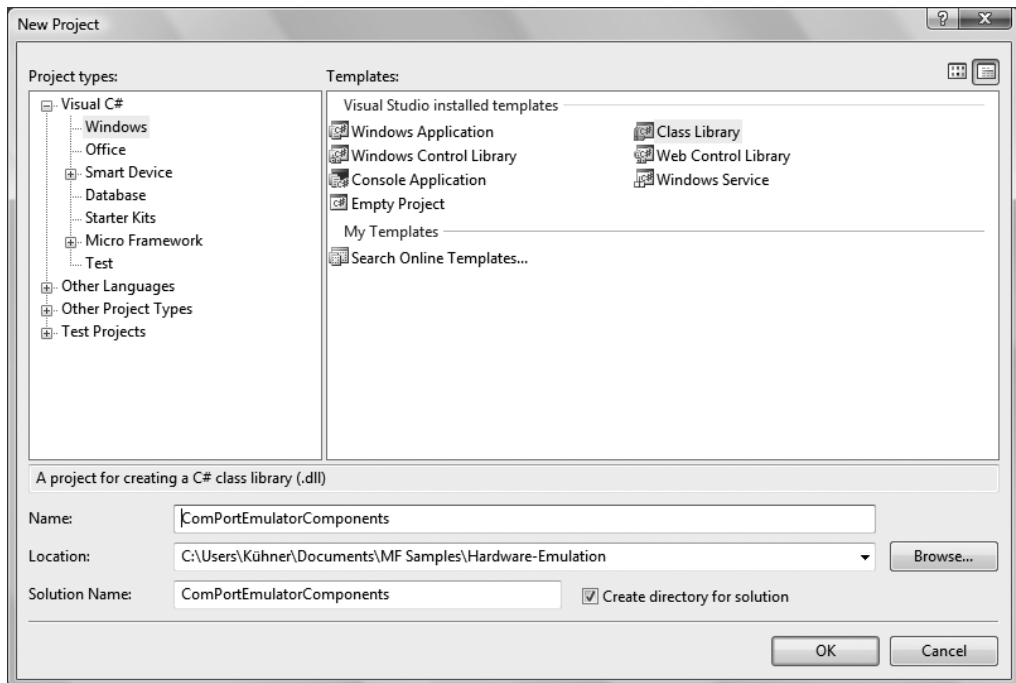 New Project
Project types:
Templates:
Visual C#
Windows
Office
Smart Device
Database
Starter Kits
Micro Framework
Test
Other Languages
Other Project Types
Test Projects
Visual Studio installed templates
Windows Application
Class Library
Windows Control Library
Web Control Library
Console Application
Windows Service
Empty Project
My Templates
Search Online Templates...
A project for creating a C# class library (.dll)
Name: ComPortEmulatorComponents
Location: C:\Users\Kühner\Documents\MF Samples\Hardware-Emulation Browse...
Solution Name: ComPortEmulatorComponents Create directory for solution
OK Cancel